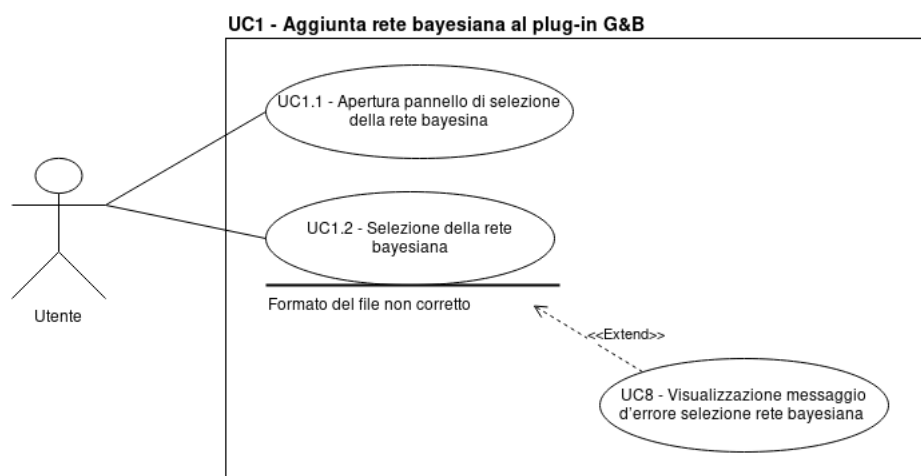 UC1 - Aggiunta rete bayesiana al plug-in G&B
UC1.1 - Apertura pannello di selezione
della rete bayesina
UC1.2 - Selezione della rete
bayesiana
Formato del file non corretto
Utente
<<Extend>>
UC8 - Visualizzazione messaggio
d'errore selezione rete bayesiana